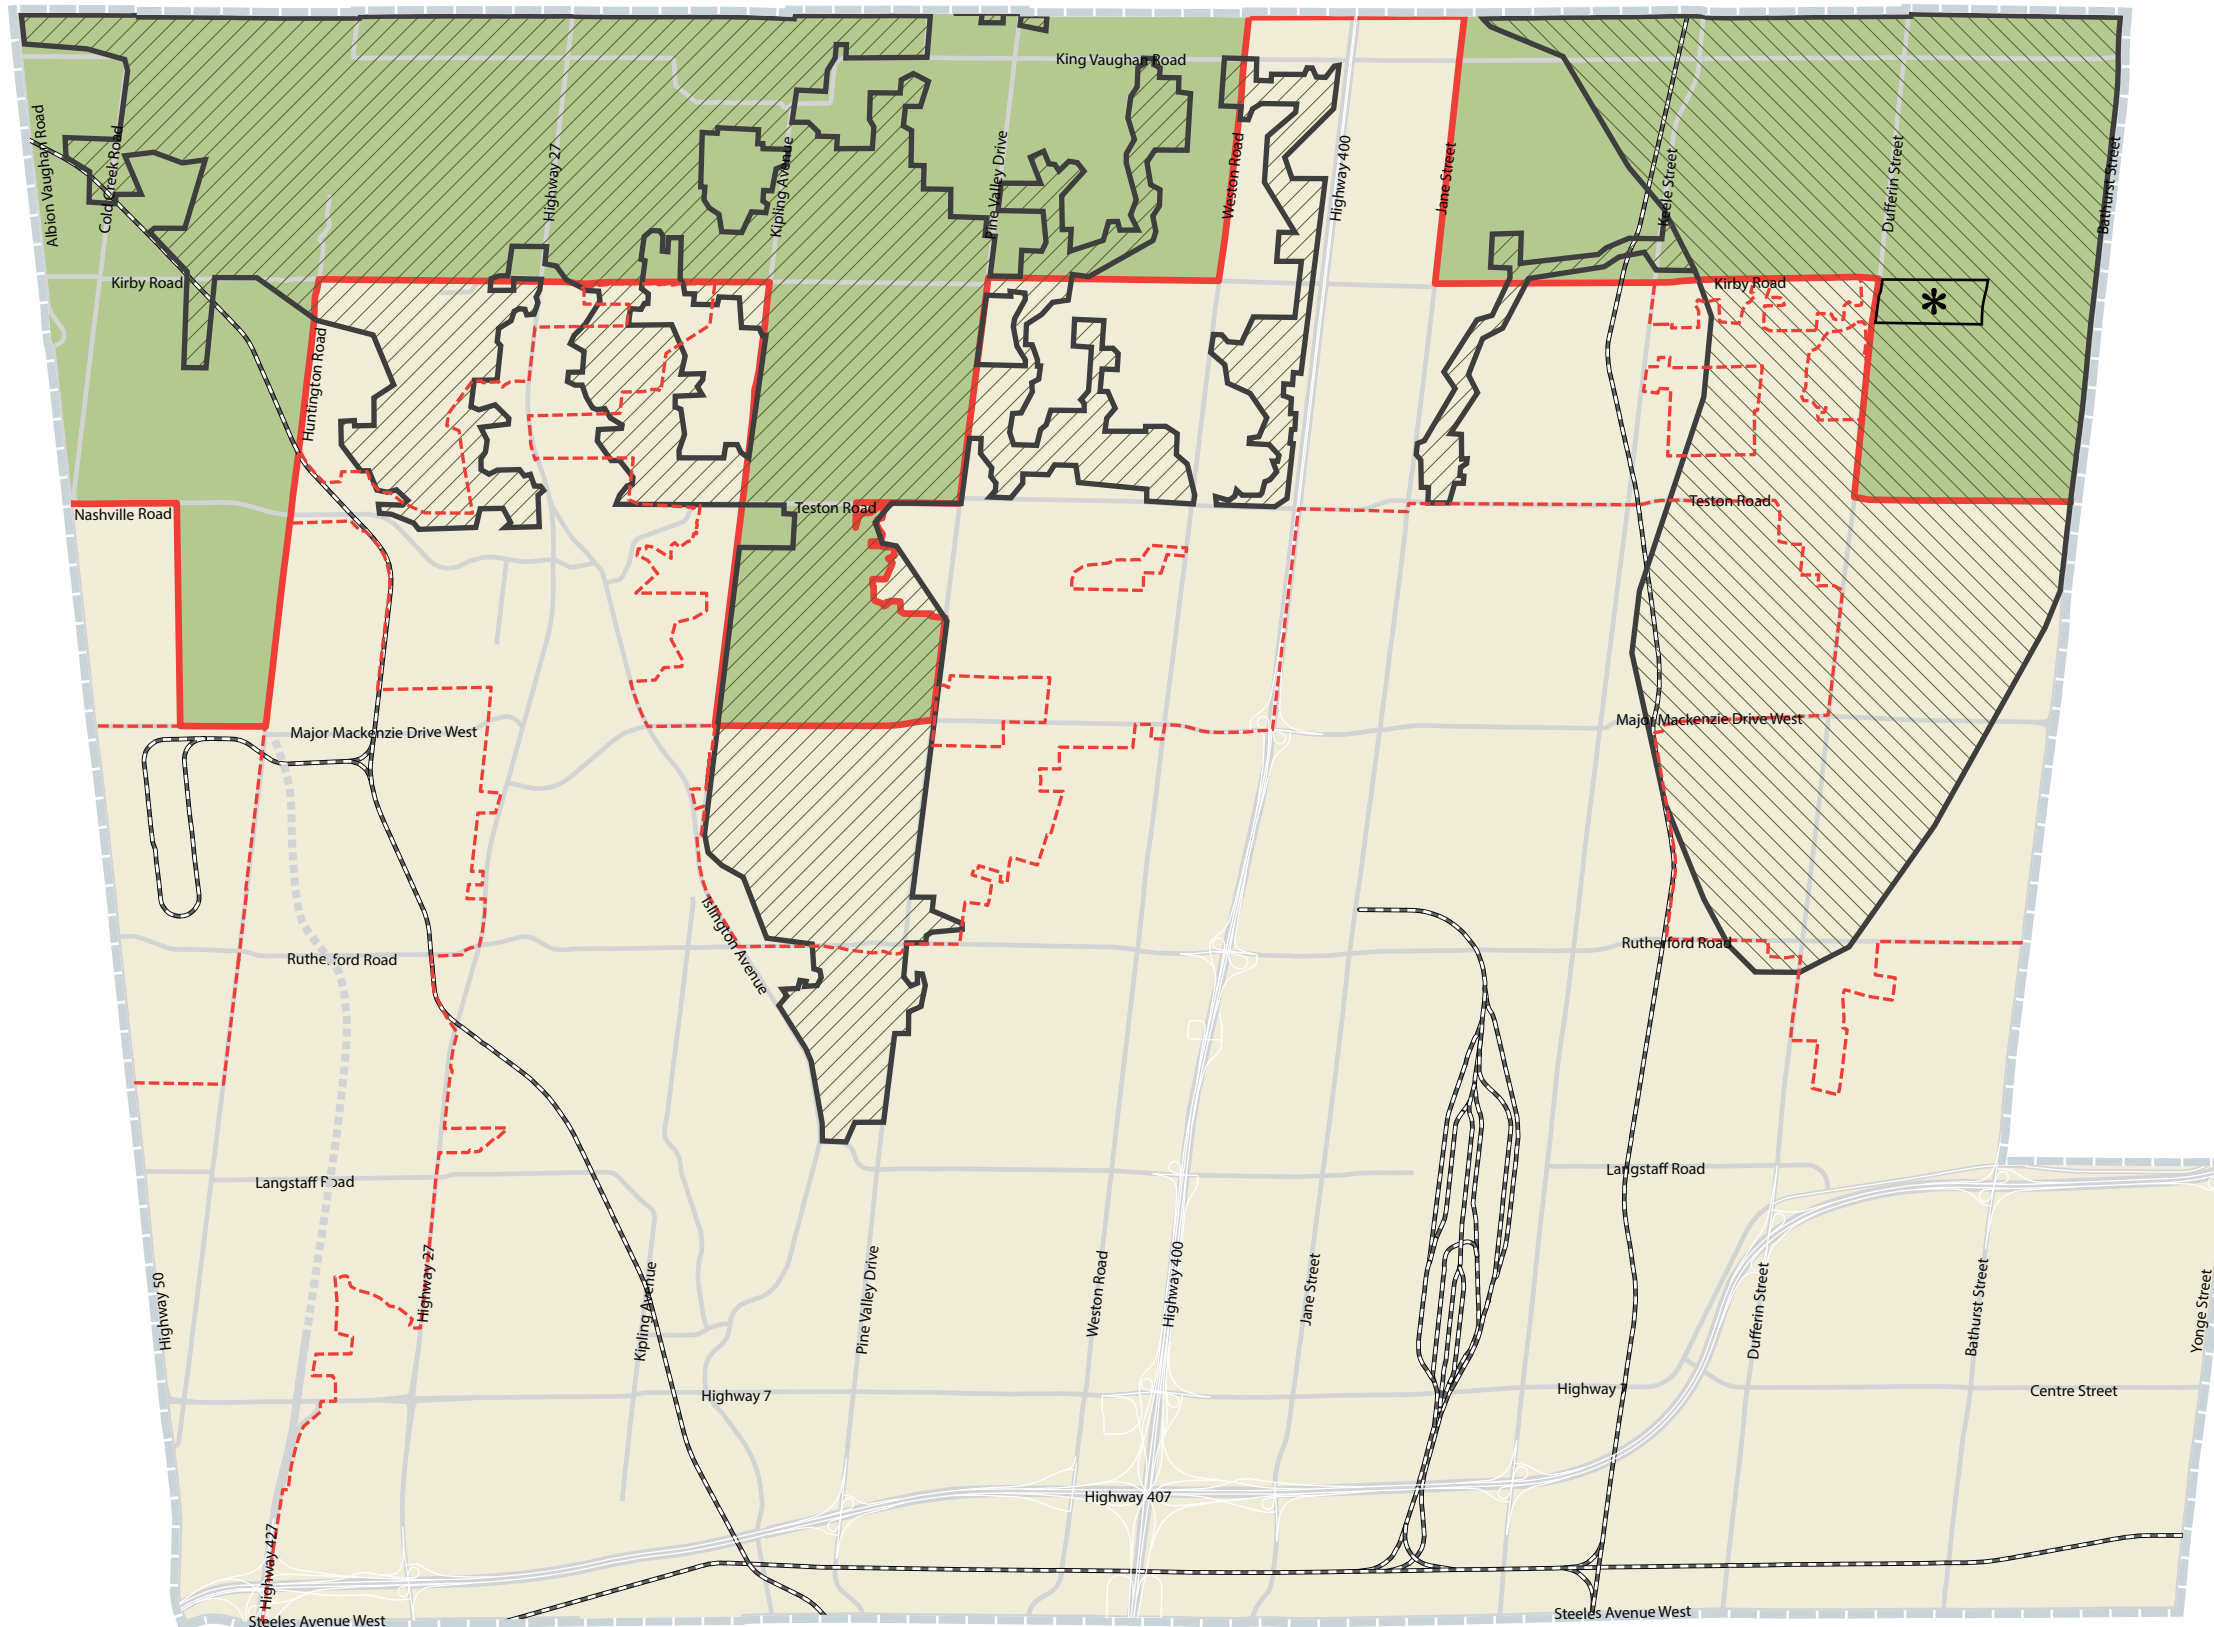 King Vaughan Road
Albion Vaughan Road
Cold Creek Road
Highway 27
Kipling Avenue
Pine Valley Drive
Weston Road
Highway 400
Jane Street
Keele Street
Dufferin Street
Bathurst Street
Kirby Road
Kirby Road
*
Huntington Road
Nashville Road
Teston Road
Teston Road
Major Mackenzie Drive West
Major Mackenzie Drive West
Islington Avenue
Rutherford Road
Rutherford Road
Langstaff Road
Langstaff Road
Highway 50
Highway 27
Kipling Avenue
Pine Valley Drive
Weston Road
Highway 400
Jane Street
Dufferin Street
Bathurst Street
Yonge Street
Highway 7
Highway 7
Centre Street
Highway 407
Highway 427
Steeles Avenue West
Steeles Avenue West